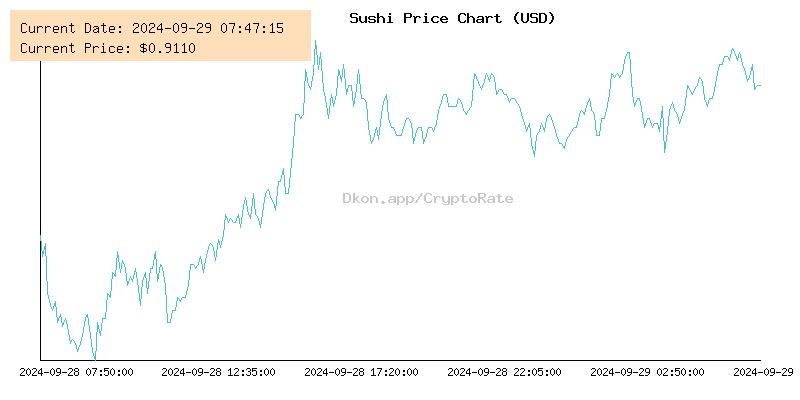 Sushi Price Chart (USD)
Current Date: 2024-09-29 07:47:15
Current Price: $0.9110
Dkon.app/CryptoRate
2024-09-28 07:50:00 2024-09-28 12:35:00 2024-09-28 17:20:00 2024-09-28 22:05:00 2024-09-29 02:50:00 2024-09-29